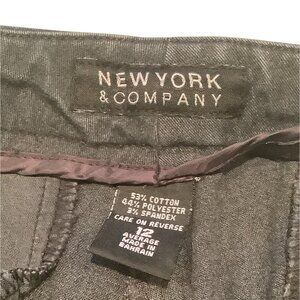 NEW YORK
& COMPANY
53% COTTON
44% POLYESTER
3% SPANDEX
CARE ON REVERSE
12
AVERAGE
MADE IN
BAHRAIN